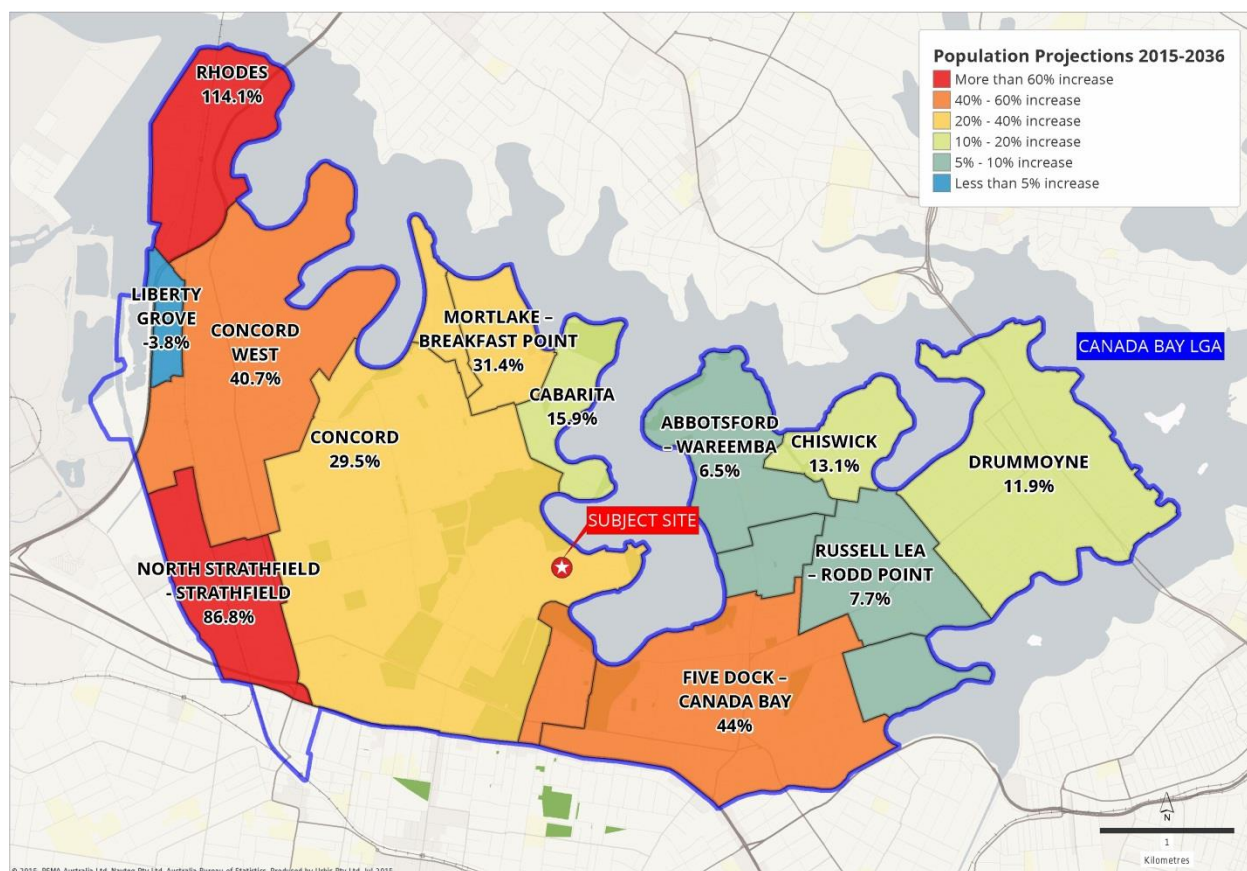 Population Projections 2015-2036
More than 60% increase
40% - 60% increase
20% - 40% increase
10% - 20% increase
5% - 10% increase
Less than 5% increase
RHODES
114.1%
LIBERTY
GROVE
-3.8%
CONCORD
WEST
40.7%
MORTLAKE –
BREAKFAST POINT
31.4%
CANADA BAY LGA
CABARITA
15.9%
CONCORD
29.5%
ABBOTSFORD
– WAREEMBA
6.5%
CHISWICK
13.1%
DRUMMOYNE
11.9%
SUBJECT SITE
NORTH STRATHFIELD
- STRATHFIELD
86.8%
RUSSELL LEA
– RODD POINT
7.7%
FIVE DOCK –
CANADA BAY
44%
N
1
Kilometres